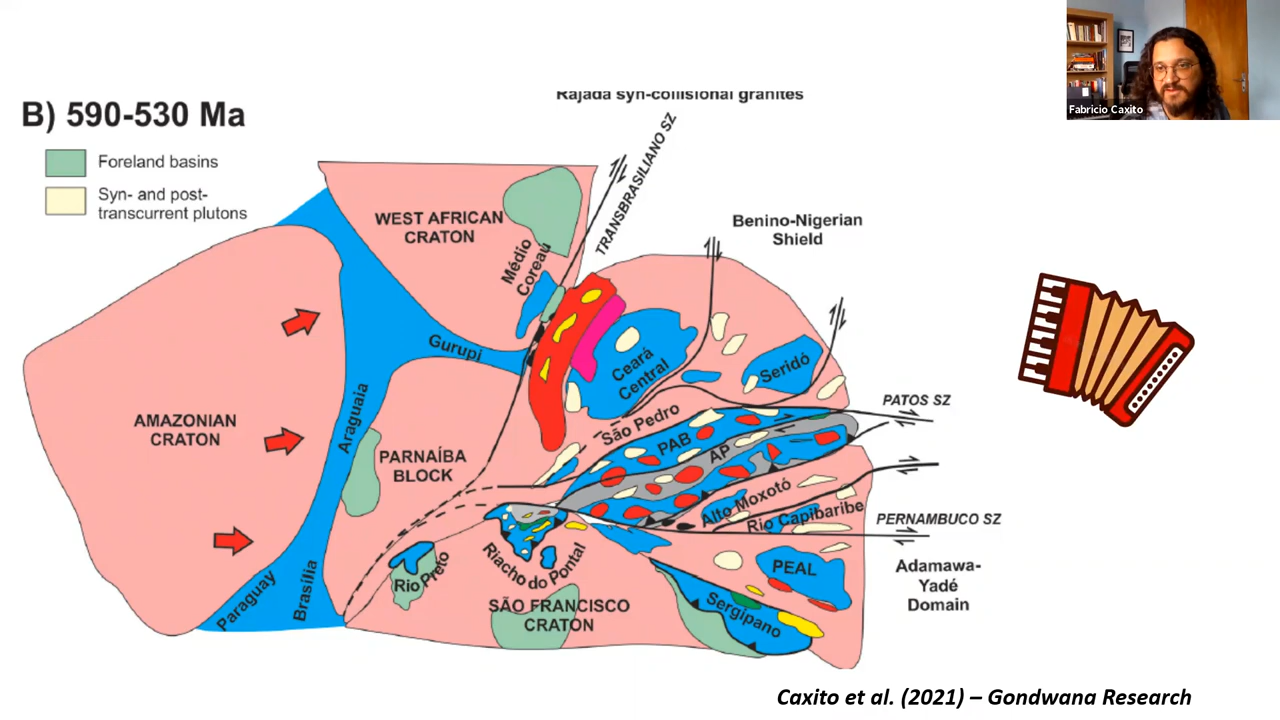 Fabricio Caxito
Rajada syn-collisional granites
B) 590-530 Ma
Foreland basins
Syn- and post-
transcurrent plutons
TRANSBRASILIANO SZ
WEST AFRICAN
CRATON
Médio
Coreaú
Benino-Nigerian
Shield
Gurupi
Ceará
Central
Seridó
AMAZONIAN
CRATON
Araguaia
PARNAÍBA
BLOCK
São Pedro
PATOS SZ
PAB
AP
Alto Moxotó
Rio Capibaribe
PERNAMBUCO SZ
Riacho do Pontal
Rio Preto
Paraguay
Brasília
SÃO FRANCISCO
CRATON
PEAL
Sergipano
Adamawa-
Yadé
Domain
Caxito et al. (2021) – Gondwana Research